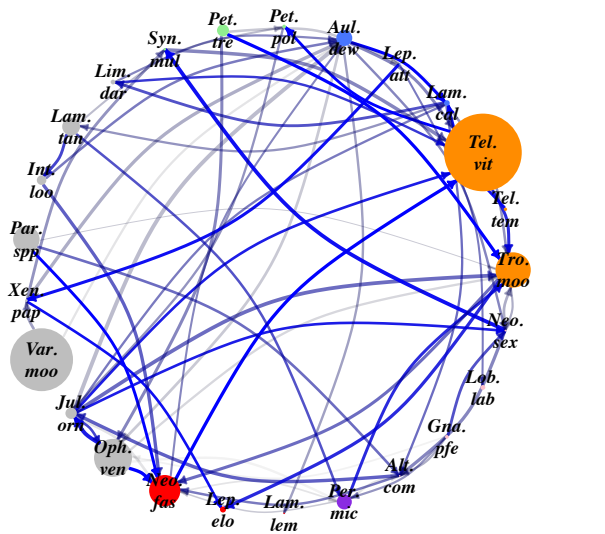 Pet.
tre
Pet.
pol
Aul.
dew
Lep.
att
Lam.
cal
Tel.
vit
Tel.
tem
Tro.
moo
Neo.
sex
Lob.
lab
Gna.
pfe
Alt.
com
Per.
mic
Lam.
lem
Lep.
elo
Neo.
fas
Oph.
ven
Jul.
orn
Var.
moo
Xen.
pap
Par.
spp
Int.
loo
Lam.
tan
Lim.
dar
Syn.
mul